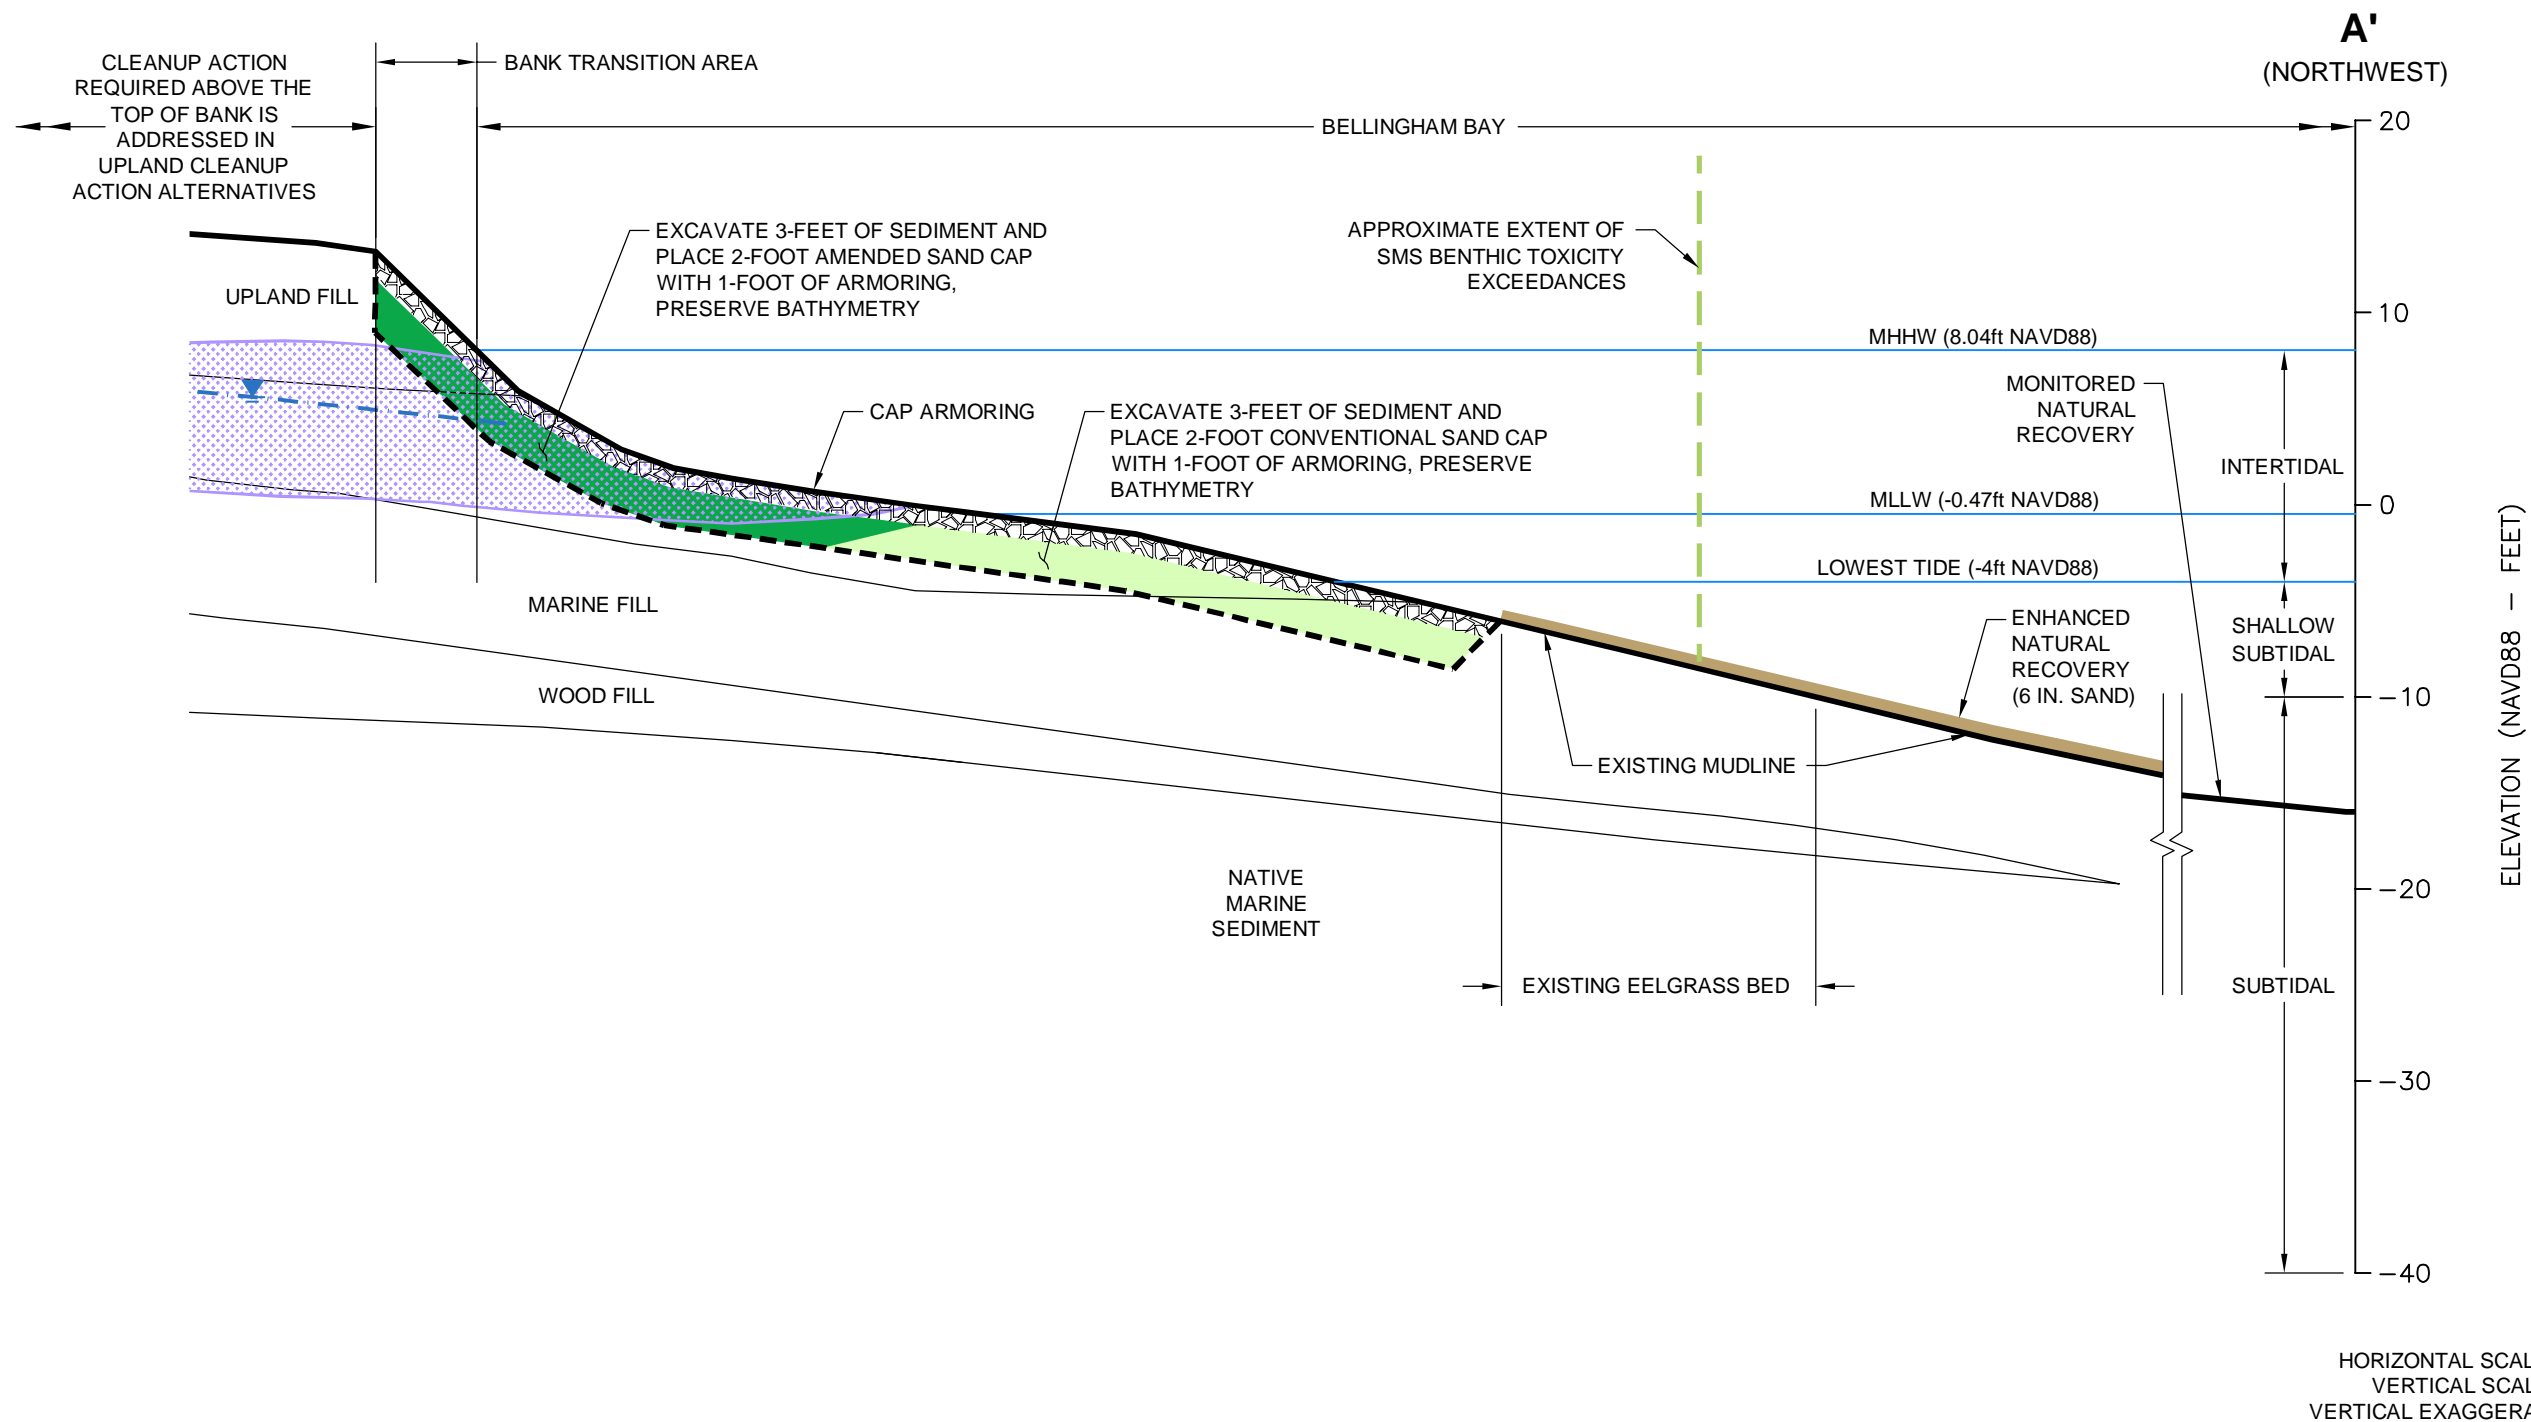 A'
(NORTHWEST)
CLEANUP ACTION
REQUIRED ABOVE THE
TOP OF BANK IS
ADDRESSED IN
UPLAND CLEANUP
ACTION ALTERNATIVES
BANK TRANSITION AREA
BELLINGHAM BAY
20
EXCAVATE 3-FEET OF SEDIMENT AND
PLACE 2-FOOT AMENDED SAND CAP
WITH 1-FOOT OF ARMORING,
PRESERVE BATHYMETRY
APPROXIMATE EXTENT OF
SMS BENTHIC TOXICITY
EXCEEDANCES
UPLAND FILL
10
MHHW (8.04ft NAVD88)
MONITORED
NATURAL
RECOVERY
CAP ARMORING
EXCAVATE 3-FEET OF SEDIMENT AND
PLACE 2-FOOT CONVENTIONAL SAND CAP
WITH 1-FOOT OF ARMORING, PRESERVE
BATHYMETRY
INTERTIDAL
MLLW (-0.47ft NAVD88)
0
LOWEST TIDE (-4ft NAVD88)
MARINE FILL
ENHANCED
NATURAL
RECOVERY
(6 IN. SAND)
SHALLOW
SUBTIDAL
WOOD FILL
-10
ELEVATION (NAVD88 - FEET)
EXISTING MUDLINE
NATIVE
MARINE
SEDIMENT
-20
EXISTING EELGRASS BED
SUBTIDAL
-30
-40
HORIZONTAL SCAL
VERTICAL SCAL
VERTICAL EXAGGERA